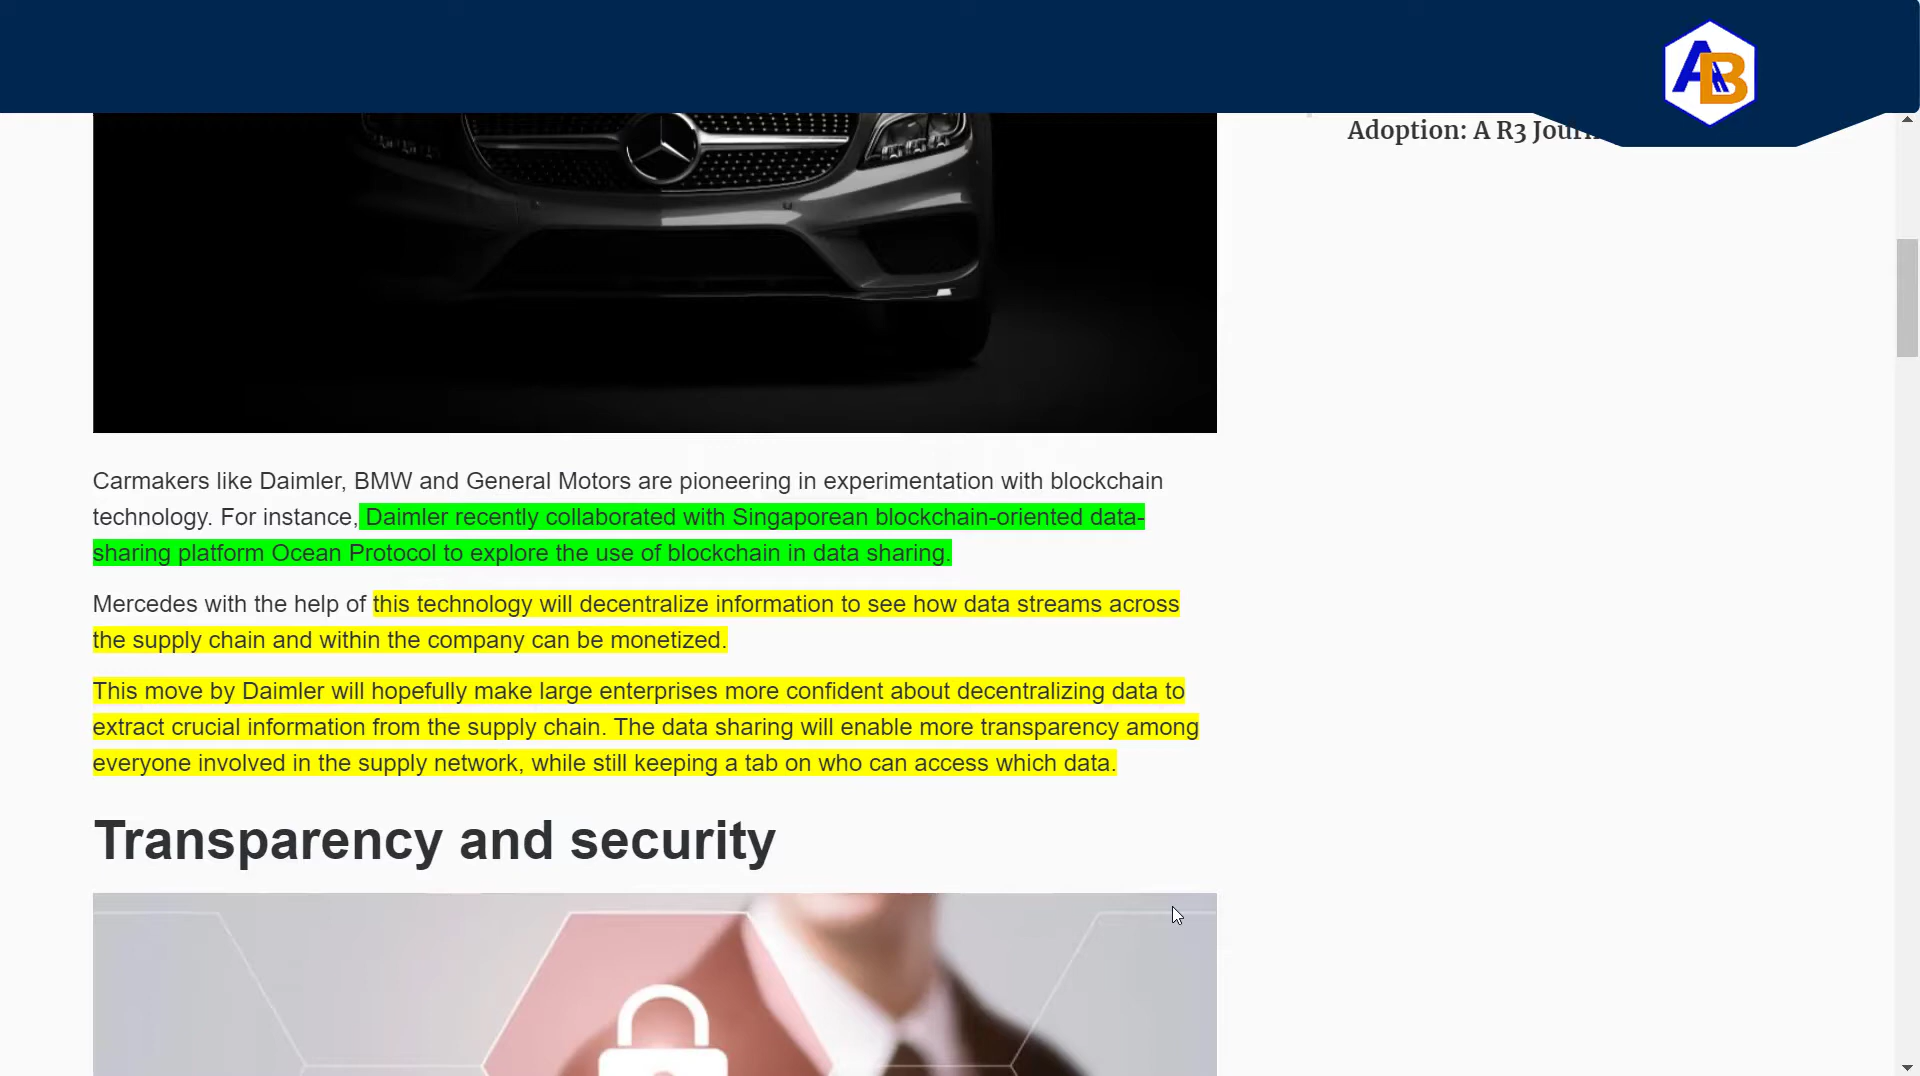 AB
Adoption: A R3
Carmakers like Daimler, BMW and General Motors are pioneering in experimentation with blockchain
technology. For instance, Daimler recently collaborated with Singaporean blockchain-oriented data-
sharing platform Ocean Protocol to explore the use of blockchain in data sharing.
Mercedes with the help of this technology will decentralize information to see how data streams across
the supply chain and within the company can be monetized.
This move by Daimler will hopefully make large enterprises more confident about decentralizing data to
extract crucial information from the supply chain. The data sharing will enable more transparency among
everyone involved in the supply network, while still keeping a tab on who can access which data.
Transparency and security